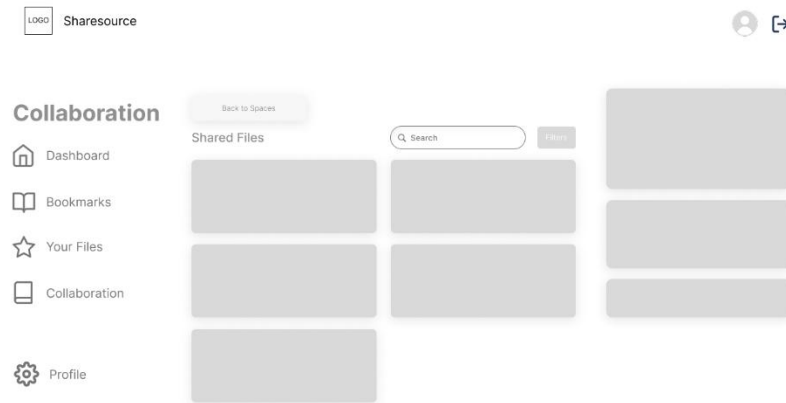 LOGO
Sharesource
Collaboration
Dashboard
Bookmarks
Your Files
Collaboration
Profile
Back to Spaces
Shared Files
Search
Filters